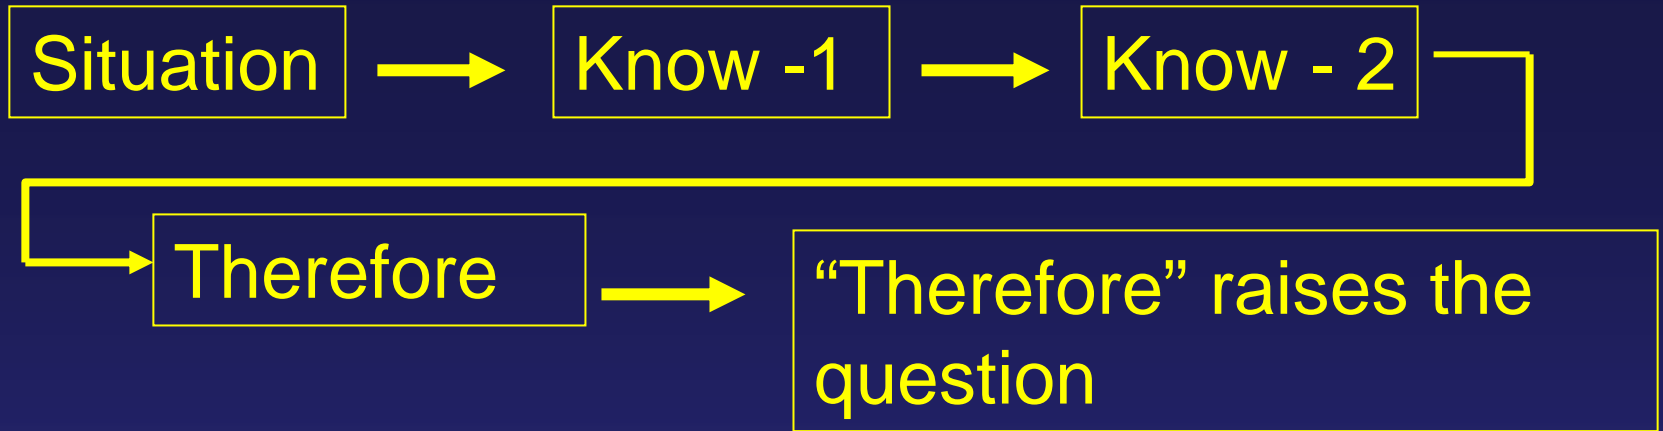 Situation
Know -1
Know - 2
Therefore
“Therefore” raises the
question